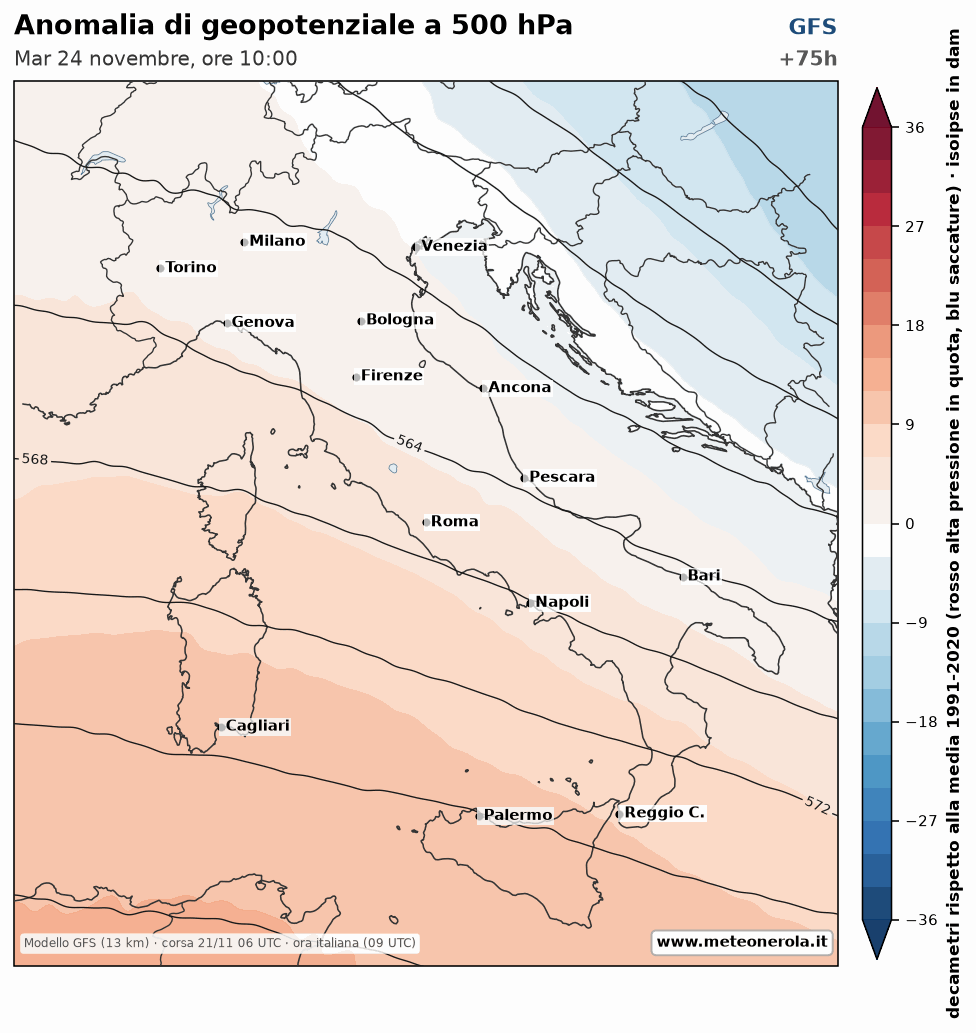 Anomalia di geopotenziale a 500 hPa
GFS
Mar 24 novembre, ore 10:00
+75h
Milano
Venezia
Torino
Genova
Bologna
Firenze
Ancona
564
568
Pescara
Roma
Bari
Napoli
Cagliari
572
Palermo
Reggio C.
Modello GFS (13 km) · corsa 21/11 06 UTC · ora italiana (09 UTC)
www.meteonerola.it
36
27
18
9
0
−9
−18
−27
−36
decametri rispetto alla media 1991-2020 (rosso alta pressione in quota, blu saccature) · isoipse in dam